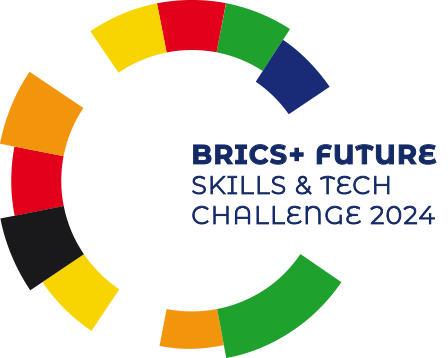 BRICS+ FUTURE
SKILLS & TECH
CHALLENGE 2024